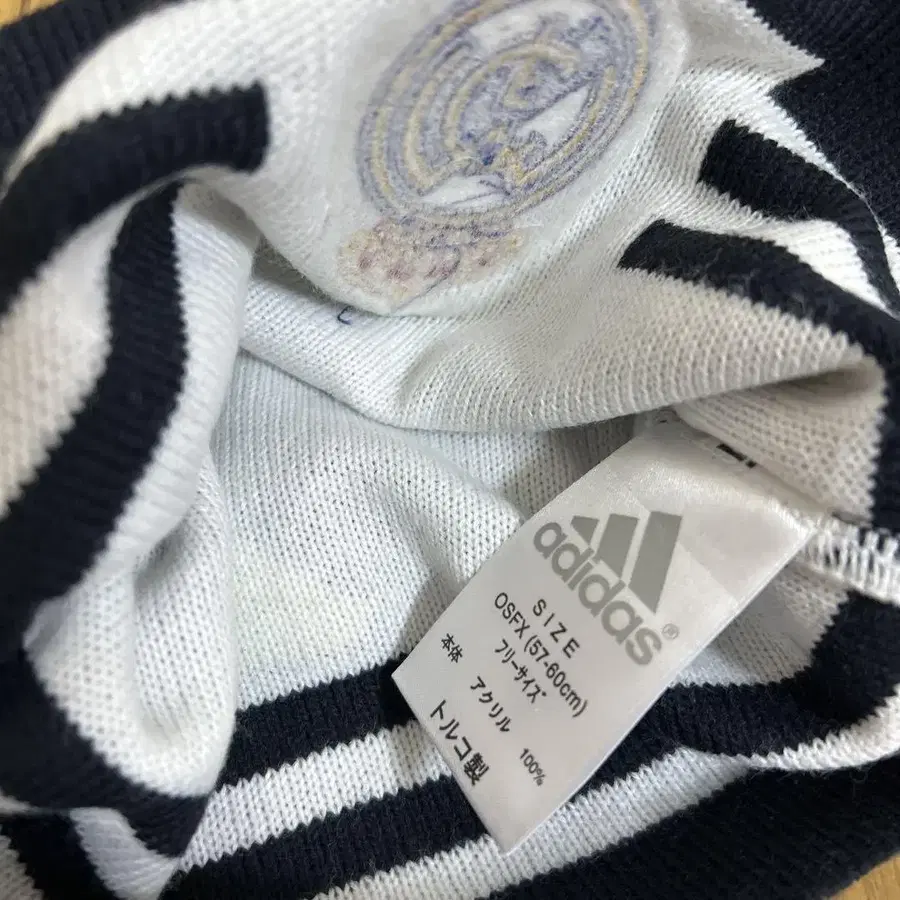 adidas®
SIZE
OSFX (57-60cm)
フリーサイズ
本体 アクリル 100%
トルコ製